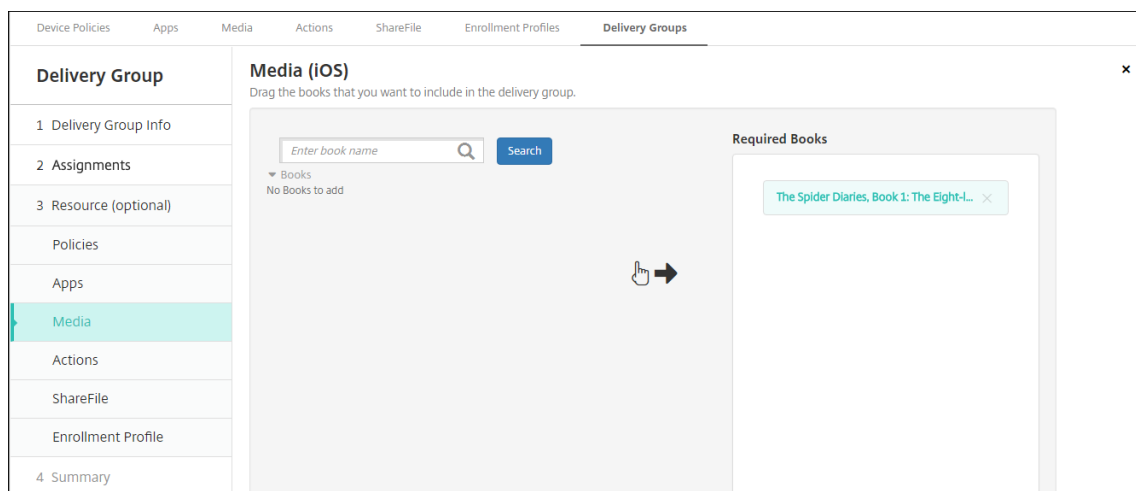 Device Policies Apps Media Actions ShareFile Enrollment Profiles Delivery Groups
Delivery Group
1 Delivery Group Info
2 Assignments
3 Resource (optional)
Policies
Apps
Media
Actions
ShareFile
Enrollment Profile
4 Summary
Media (iOS)
Drag the books that you want to include in the delivery group.
Enter book name
Search
Books
No Books to add
Required Books
The Spider Diaries, Book 1: The Eight-l...